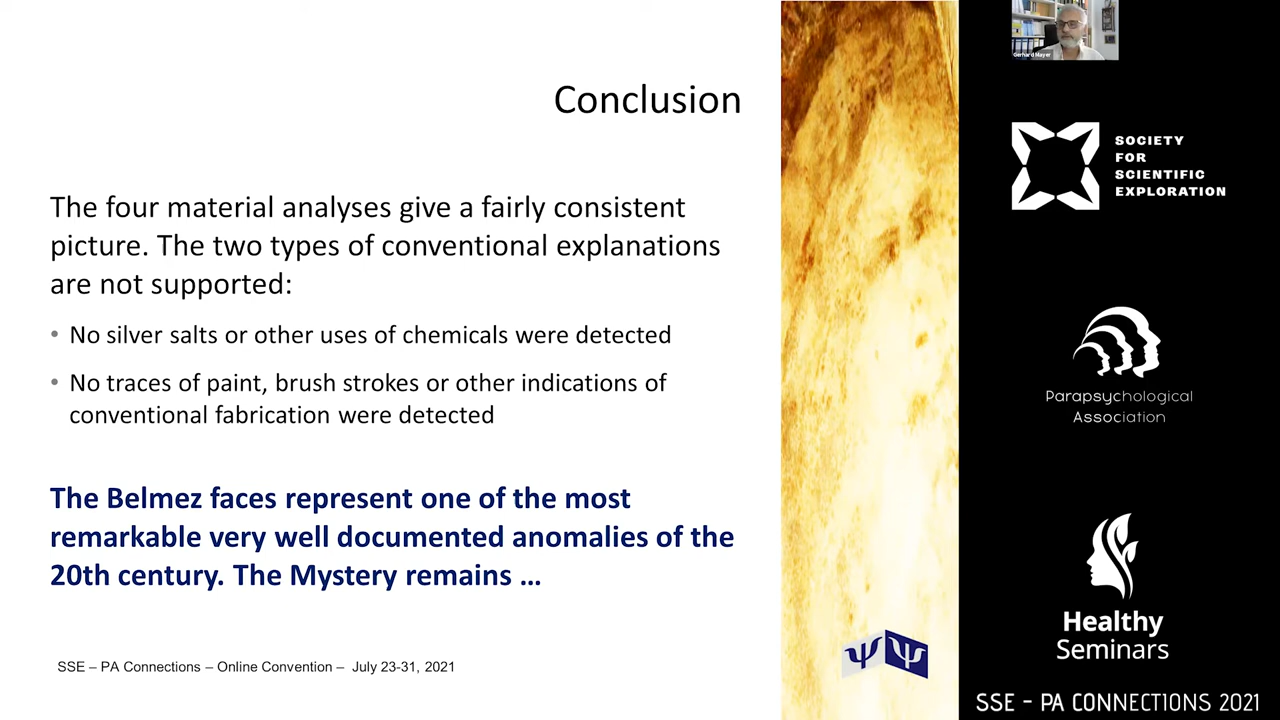 Conclusion
The four material analyses give a fairly consistent
picture. The two types of conventional explanations
are not supported:
• No silver salts or other uses of chemicals were detected
• No traces of paint, brush strokes or other indications of
conventional fabrication were detected
The Belmez faces represent one of the most
remarkable very well documented anomalies of the
20th century. The Mystery remains …
SSE – PA Connections – Online Convention – July 23-31, 2021
Ψ Ψ
Gerhard Mayer
SOCIETY
FOR
SCIENTIFIC
EXPLORATION
Parapsychological
Association
Healthy
Seminars
SSE - PA CONNECTIONS 2021